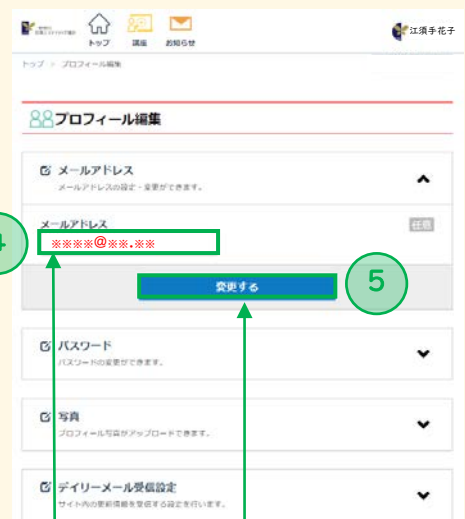 トップ
講座
お知らせ
江須手花子
トップ > プロフィール編集
プロフィール編集
メールアドレス
メールアドレスの設定・変更ができます。
メールアドレス
任意
4
※※※※@※※.※※
変更する
5
パスワード
パスワードの変更ができます。
写真
プロフィール写真がアップロードできます。
デイリーメール受信設定
サイト内の更新情報を受信する設定を行います。